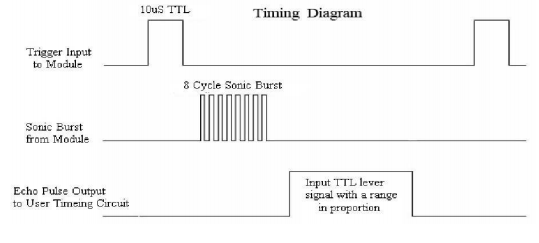 10uS TTL
Timing Diagram
Trigger Input
to Module
8 Cycle Sonic Burst
Sonic Burst
from Module
Input TTL lever
signal with a range
in proportion
Echo Pulse Output
to User Timeing Circuit